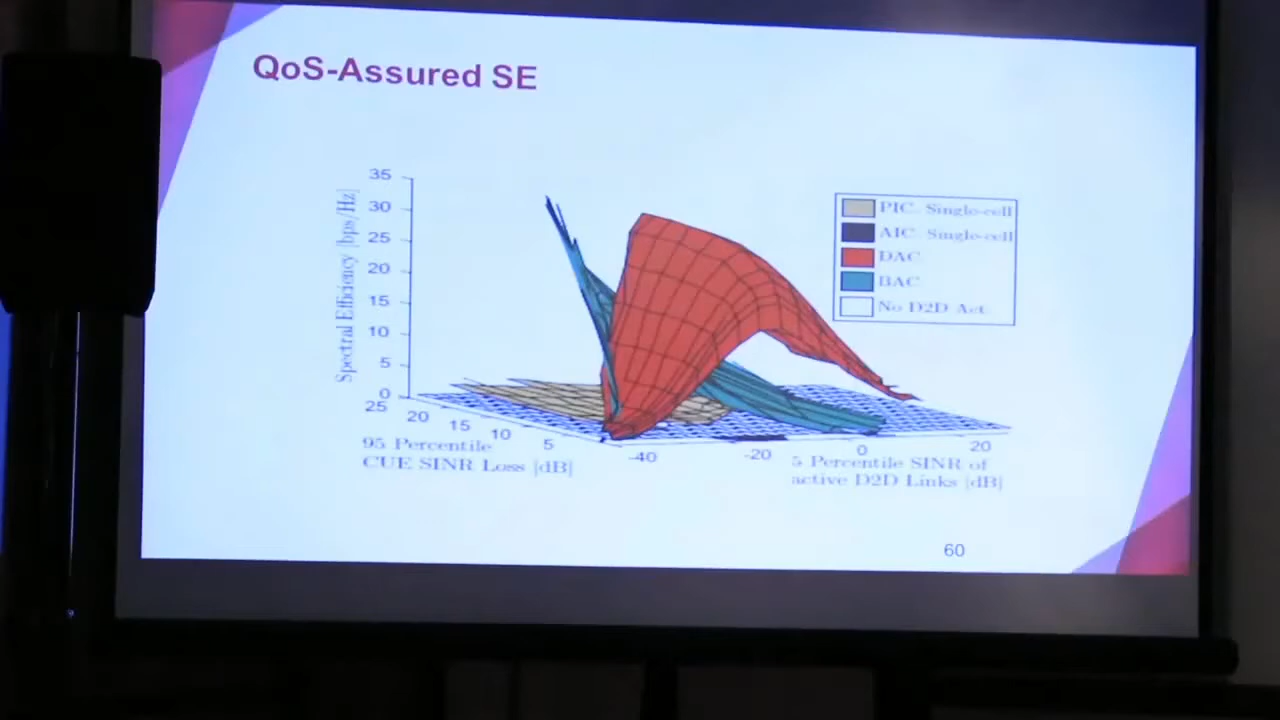 QoS-Assured SE
Spectral Efficiency [bps/Hz]
35
30
25
20
15
10
5
0
25
20
15
10
5
-40
-20
0
20
95 Percentile
CUE SINR Loss [dB]
5 Percentile SINR of
active D2D Links [dB]
PIC, Single-cell
AIC, Single-cell
DAC
BAC
No D2D Act.
60